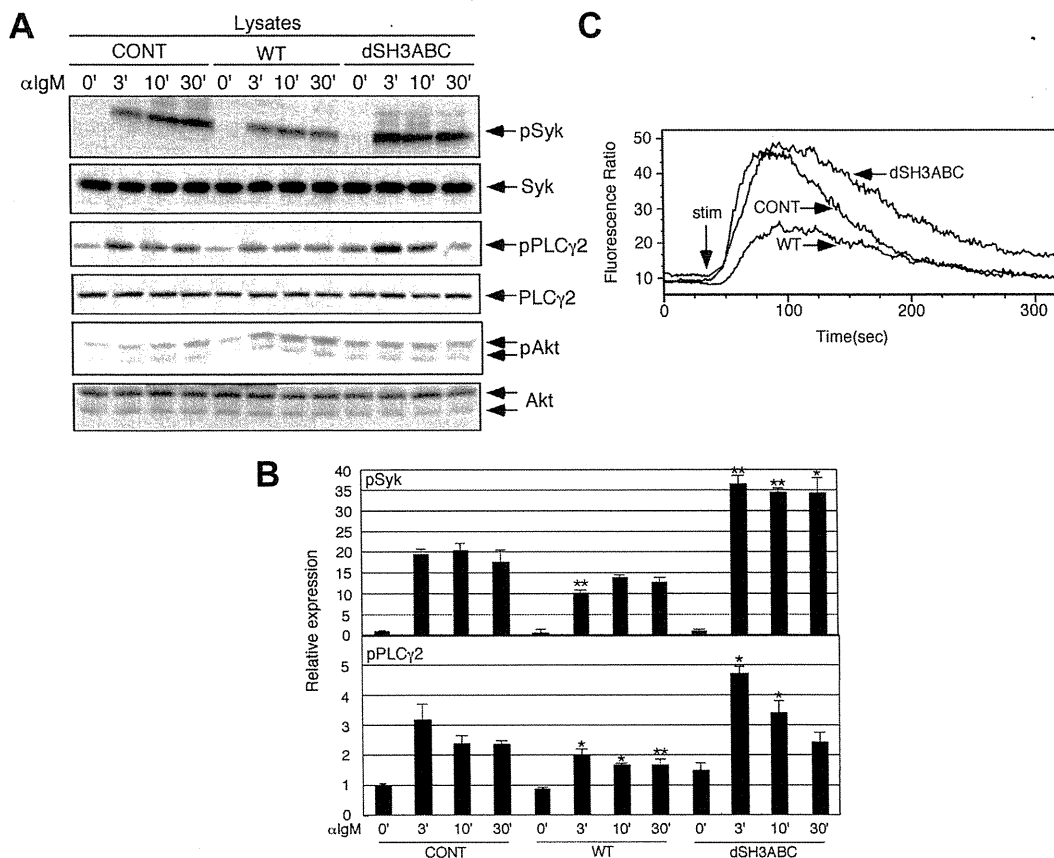 A
Lysates
CONT WT dSH3ABC
αIgM 0' 3' 10' 30' 0' 3' 10' 30' 0' 3' 10' 30'
pSyk
Syk
pPLCγ2
PLCγ2
pAkt
Akt
C
Fluorescence Ratio
50
40
30
20
10
stim
dSH3ABC
CONT
WT
0 100 200 300
Time(sec)
B
Relative expression
pSyk
40
35
30
25
20
15
10
5
0
** ** ** *
pPLCγ2
5
4
3
2
1
0
* * ** * *
αIgM 0' 3' 10' 30' 0' 3' 10' 30' 0' 3' 10' 30'
CONT WT dSH3ABC